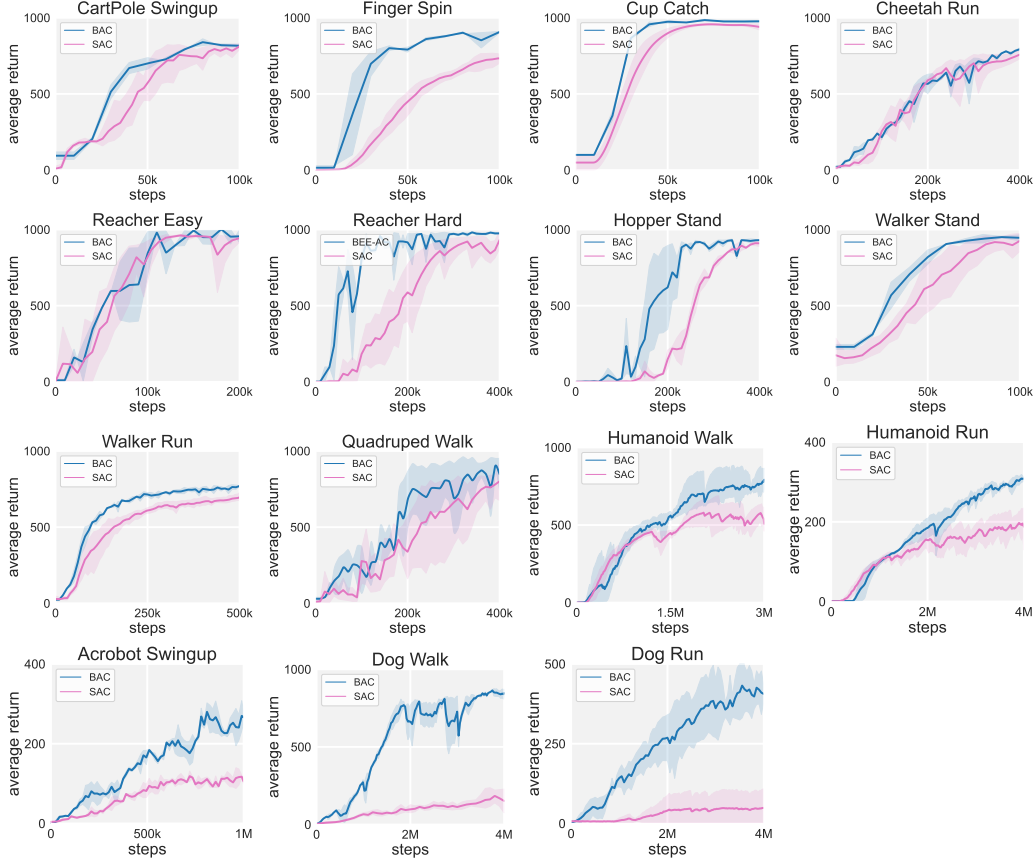 CartPole Swingup
average return
1000
500
0
BAC
SAC
0 50k 100k
steps
Finger Spin
average return
1000
500
0
BAC
SAC
0 50k 100k
steps
Cup Catch
average return
1000
500
0
BAC
SAC
0 50k 100k
steps
Cheetah Run
average return
1000
500
0
BAC
SAC
0 200k 400k
steps
Reacher Easy
average return
1000
500
0
BAC
SAC
0 100k 200k
steps
Reacher Hard
average return
1000
500
0
BEE-AC
SAC
0 200k 400k
steps
Hopper Stand
average return
1000
500
0
BAC
SAC
0 200k 400k
steps
Walker Stand
average return
1000
500
0
BAC
SAC
0 50k 100k
steps
Walker Run
average return
1000
500
0
BAC
SAC
0 250k 500k
steps
Quadruped Walk
average return
1000
500
0
BAC
SAC
0 200k 400k
steps
Humanoid Walk
average return
1000
500
0
BAC
SAC
0 1.5M 3M
steps
Humanoid Run
average return
400
200
0
BAC
SAC
0 2M 4M
steps
Acrobot Swingup
average return
400
200
0
BAC
SAC
0 500k 1M
steps
Dog Walk
average return
1000
500
0
BAC
SAC
0 2M 4M
steps
Dog Run
average return
500
250
0
BAC
SAC
0 2M 4M
steps